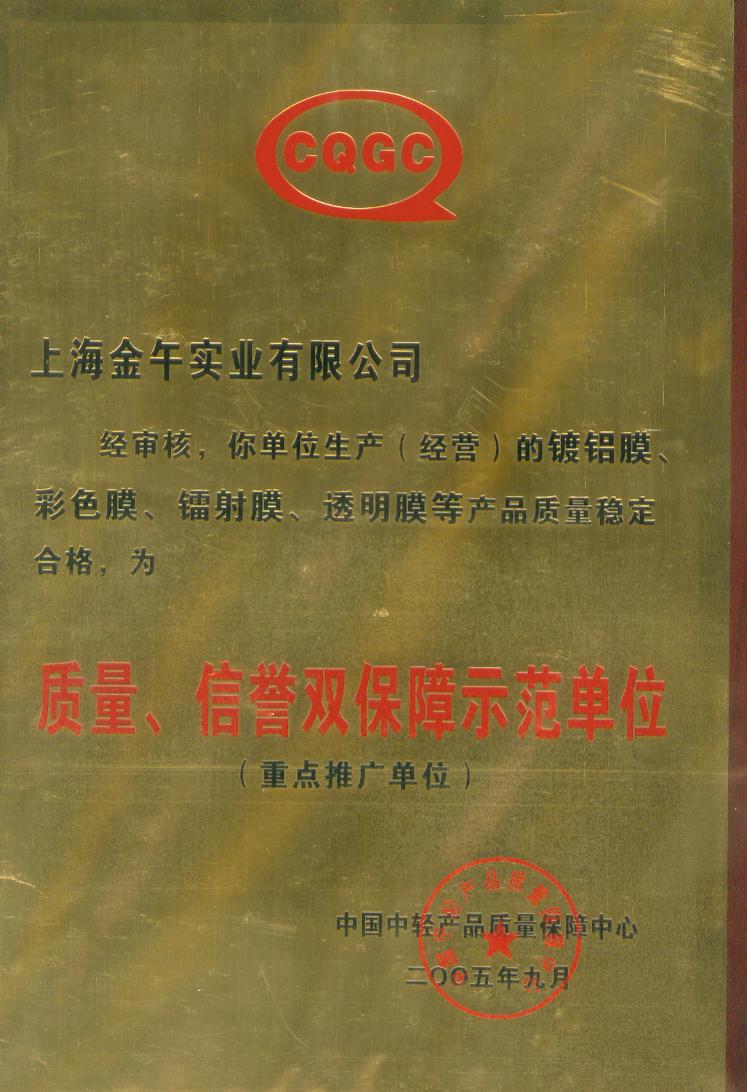 CQGC
上海金午实业有限公司
经审核，你单位生产（经营）的镀铝膜、
彩色膜、镭射膜、透明膜等产品质量稳定
合格，为
质量、信誉双保障示范单位
（重点推广单位）
中国中轻产品质量保障中心
二〇〇五年九月